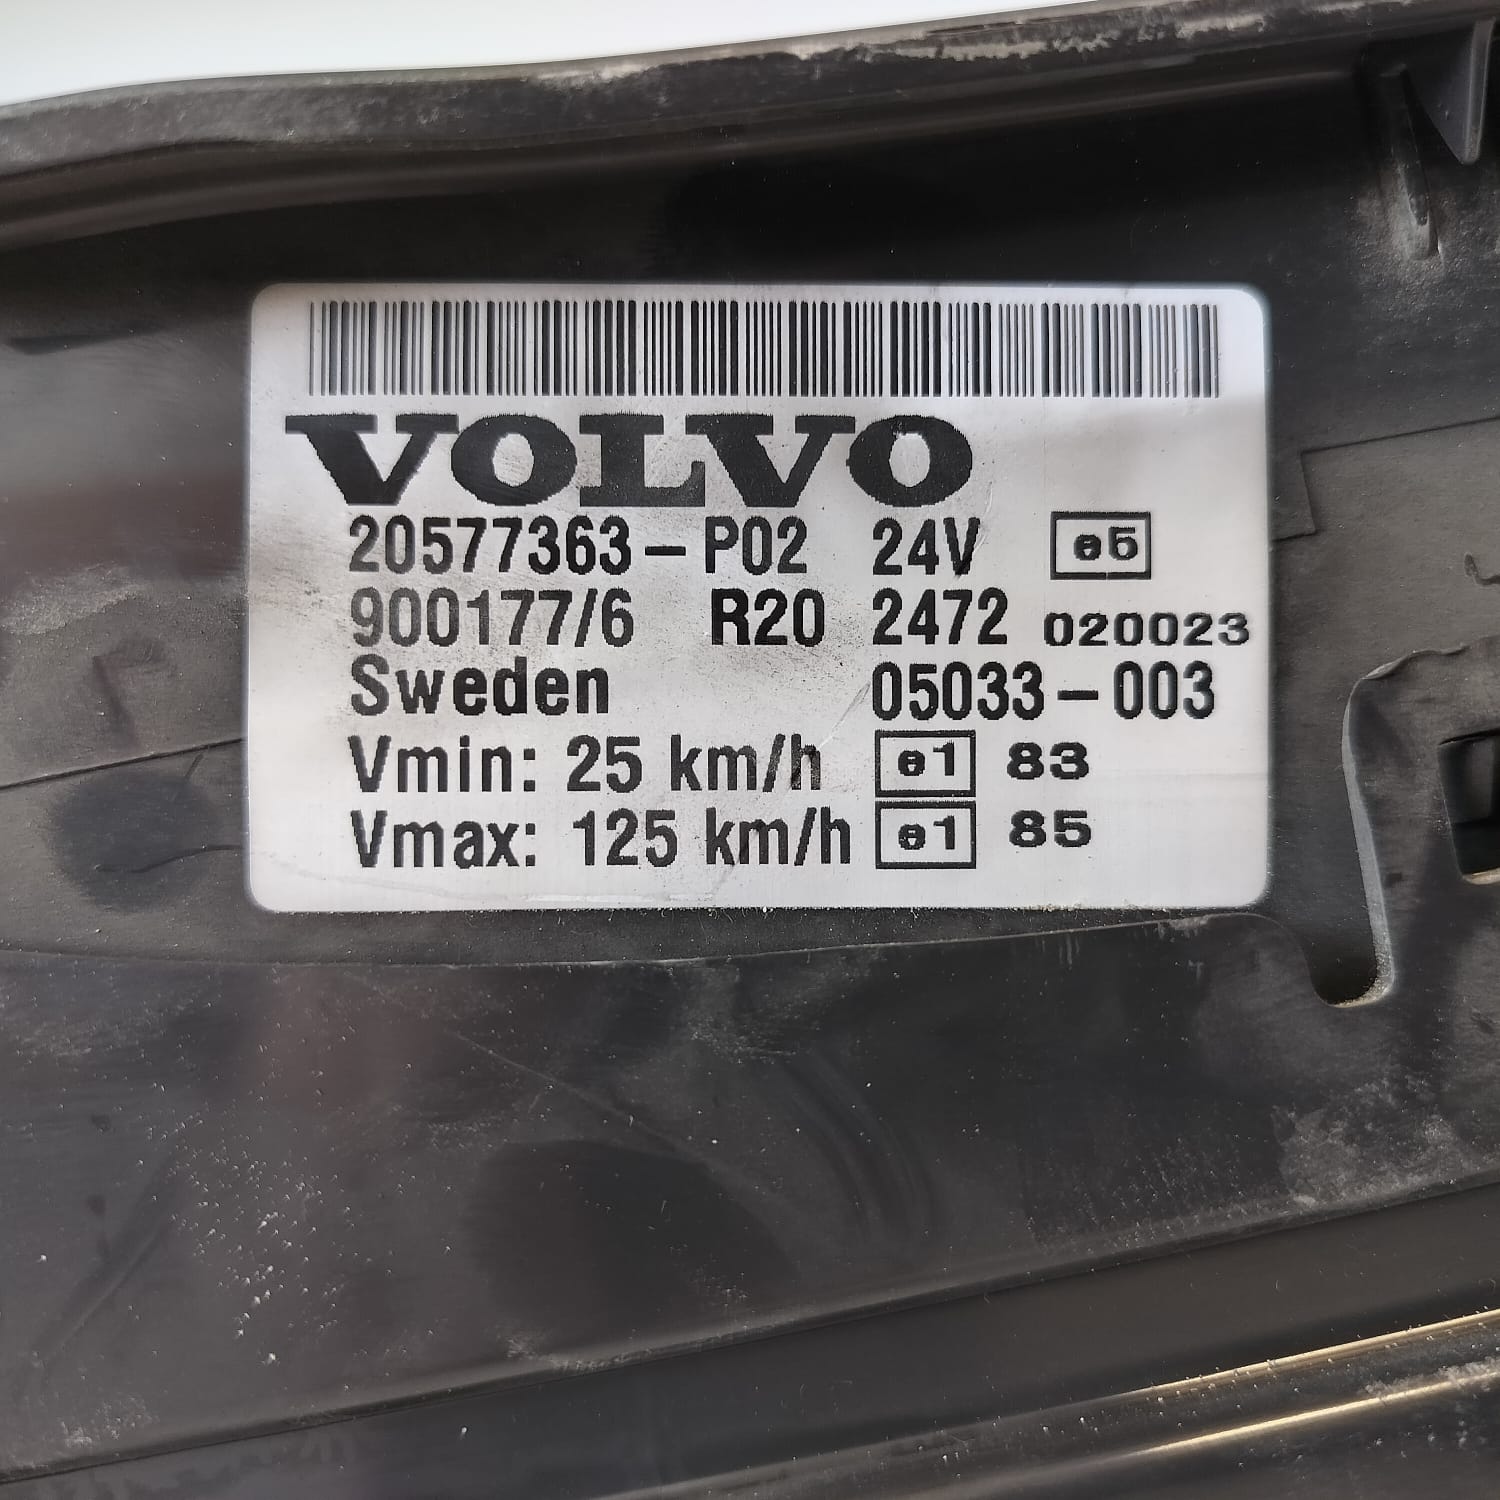 VOLVO
20577363-P02 24V e5
900177/6 R20 2472 020023
Sweden 05033-003
Vmin: 25 km/h e1 83
Vmax: 125 km/h e1 85